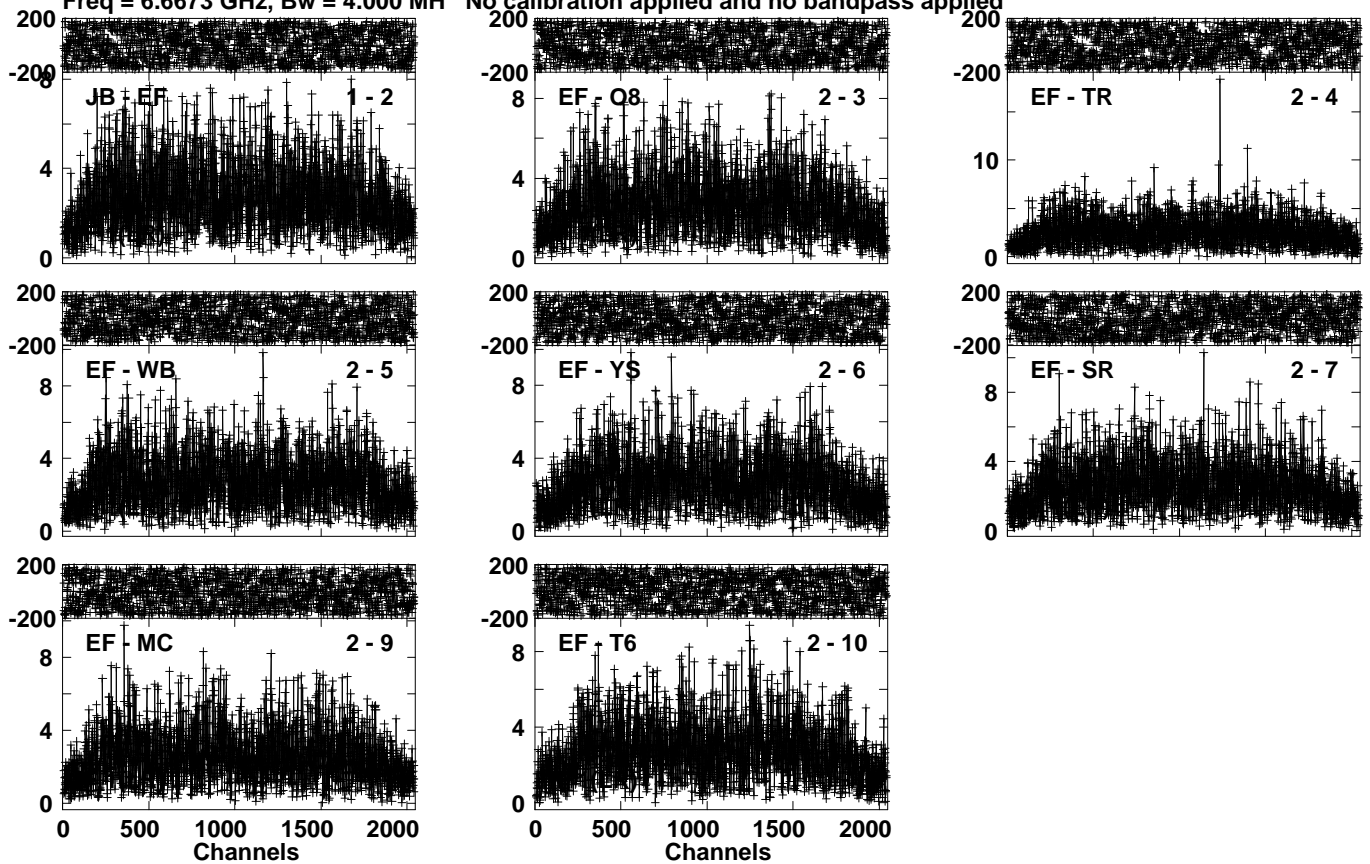 Freq = 6.6673 GHz, Bw = 4.000 MH No calibration applied and no bandpass applied
200 200 200
-200 -200 -200
8
JB - EF 1 - 2 EF - O8 2 - 3 EF - TR 2 - 4
8
4 4 10
0 0 0
200 200 200
-200 -200 -200
EF - WB 2 - 5 EF - YS 2 - 6 EF - SR 2 - 7
8 8 8
4 4 4
0 0 0
200 200
-200 -200
EF - MC 2 - 9 EF - T6 2 - 10
8 8
4 4
0 0
0 500 1000 1500 2000 0 500 1000 1500 2000
Channels Channels